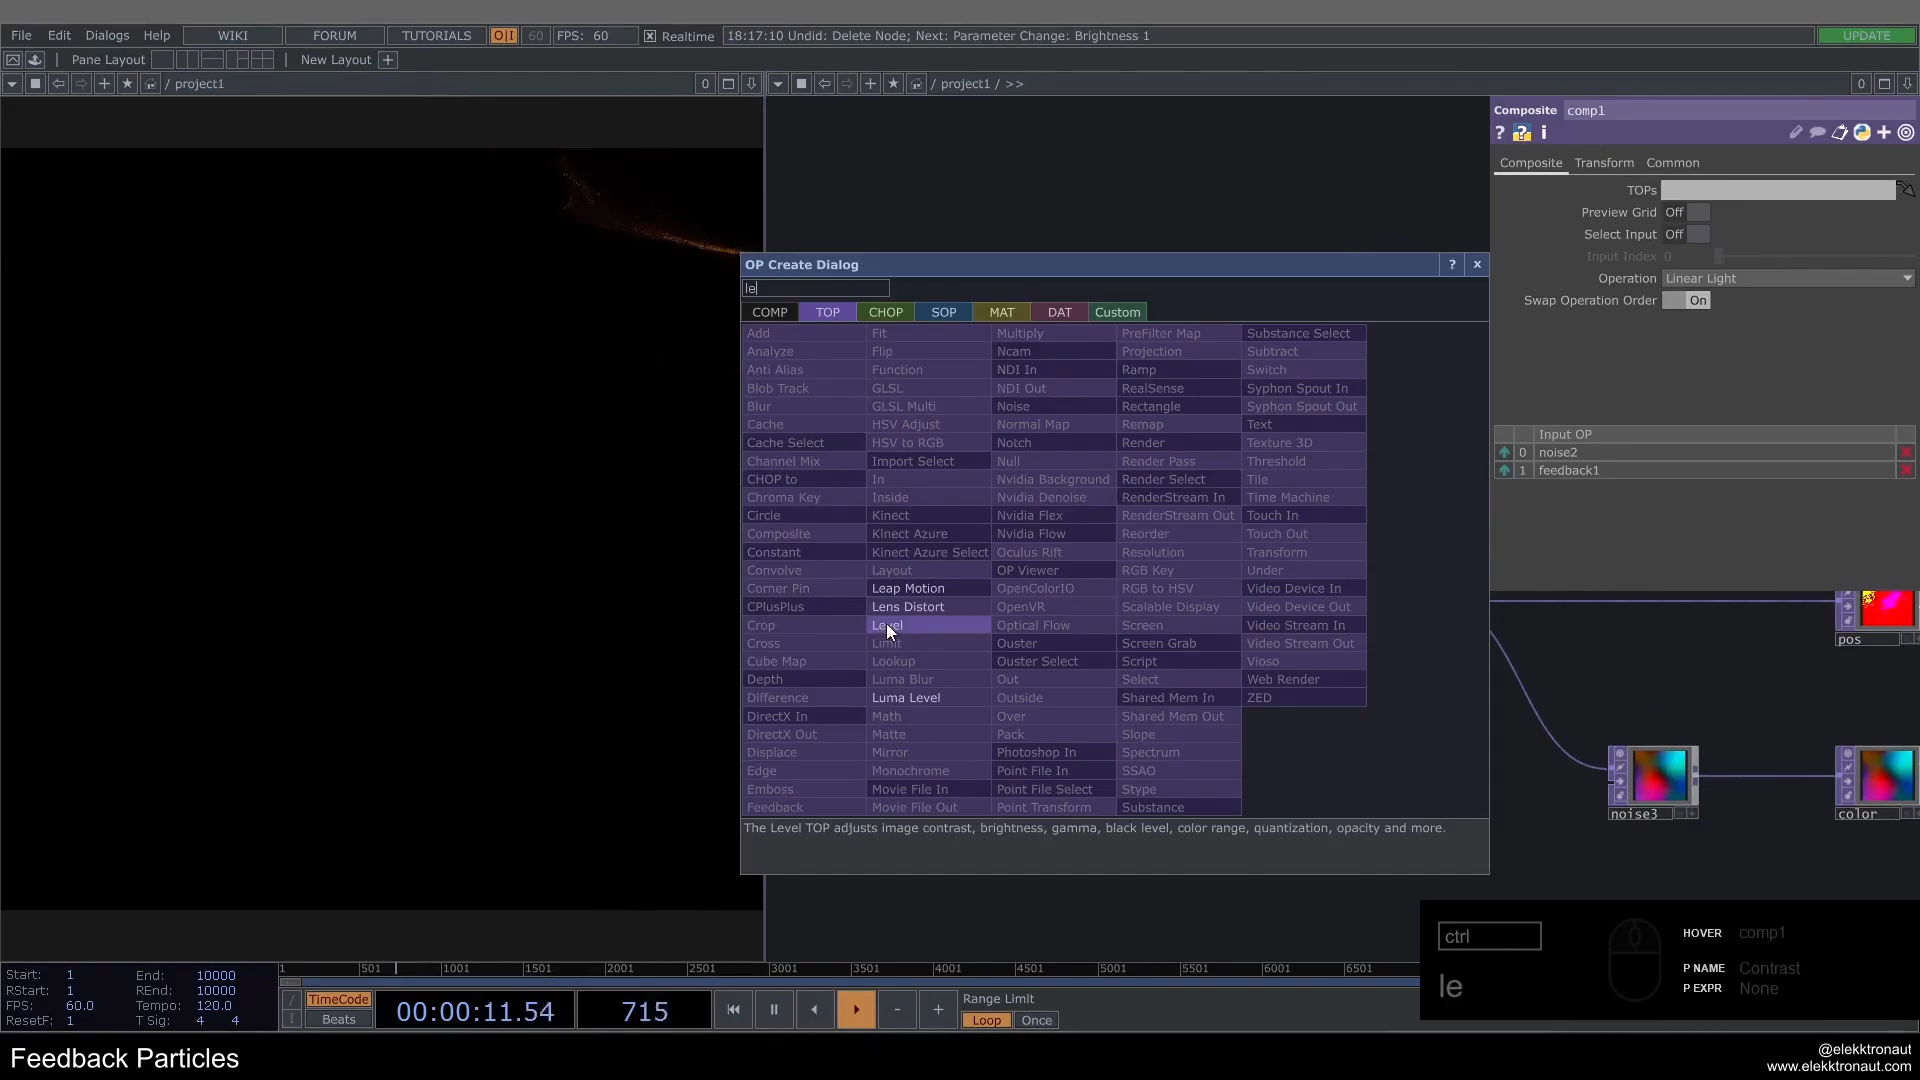 File Edit Dialogs Help WIKI FORUM TUTORIALS O|I 60 FPS: 60 Realtime 18:17:10 Undid: Delete Node; Next: Parameter Change: Brightness 1 UPDATE
Pane Layout New Layout +
/ project1 0
/ project1 / >> 0
Composite comp1
? ? i
Composite Transform Common
TOPs
Preview Grid Off
Select Input Off
Input Index 0
Operation Linear Light
Swap Operation Order On
Input OP
0 noise2
1 feedback1
OP Create Dialog ? x
le
COMP TOP CHOP SOP MAT DAT Custom
Add Fit Multiply PreFilter Map Substance Select
Analyze Flip Ncam Projection Subtract
Anti Alias Function NDI In Ramp Switch
Blob Track GLSL NDI Out RealSense Syphon Spout In
Blur GLSL Multi Noise Rectangle Syphon Spout Out
Cache HSV Adjust Normal Map Remap Text
Cache Select HSV to RGB Notch Render Texture 3D
Channel Mix Import Select Null Render Pass Threshold
CHOP to In Nvidia Background Render Select Tile
Chroma Key Inside Nvidia Denoise RenderStream In Time Machine
Circle Kinect Nvidia Flex RenderStream Out Touch In
Composite Kinect Azure Nvidia Flow Reorder Touch Out
Constant Kinect Azure Select Oculus Rift Resolution Transform
Convolve Layout OP Viewer RGB Key Under
Corner Pin Leap Motion OpenColorIO RGB to HSV Video Device In
CPlusPlus Lens Distort OpenVR Scalable Display Video Device Out
Crop Level Optical Flow Screen Video Stream In
Cross Limit Ouster Screen Grab Video Stream Out
Cube Map Lookup Ouster Select Script Vioso
Depth Luma Blur Out Select Web Render
Difference Luma Level Outside Shared Mem In ZED
DirectX In Math Over Shared Mem Out
DirectX Out Matte Pack Slope
Displace Mirror Photoshop In Spectrum
Edge Monochrome Point File In SSAO
Emboss Movie File In Point File Select Stype
Feedback Movie File Out Point Transform Substance
The Level TOP adjusts image contrast, brightness, gamma, black level, color range, quantization, opacity and more.
pos
noise3 color
ctrl
le
HOVER comp1
P NAME Contrast
P EXPR None
Start: 1 End: 10000
RStart: 1 REnd: 10000
FPS: 60.0 Tempo: 120.0
ResetF: 1 T Sig: 4 4
1 501 1001 1501 2001 2501 3001 3501 4001 4501 5001 5501 6001 6501
TimeCode
Beats
00:00:11.54 715
- +
Range Limit
Loop Once
Feedback Particles
@elekktronaut
www.elekktronaut.com